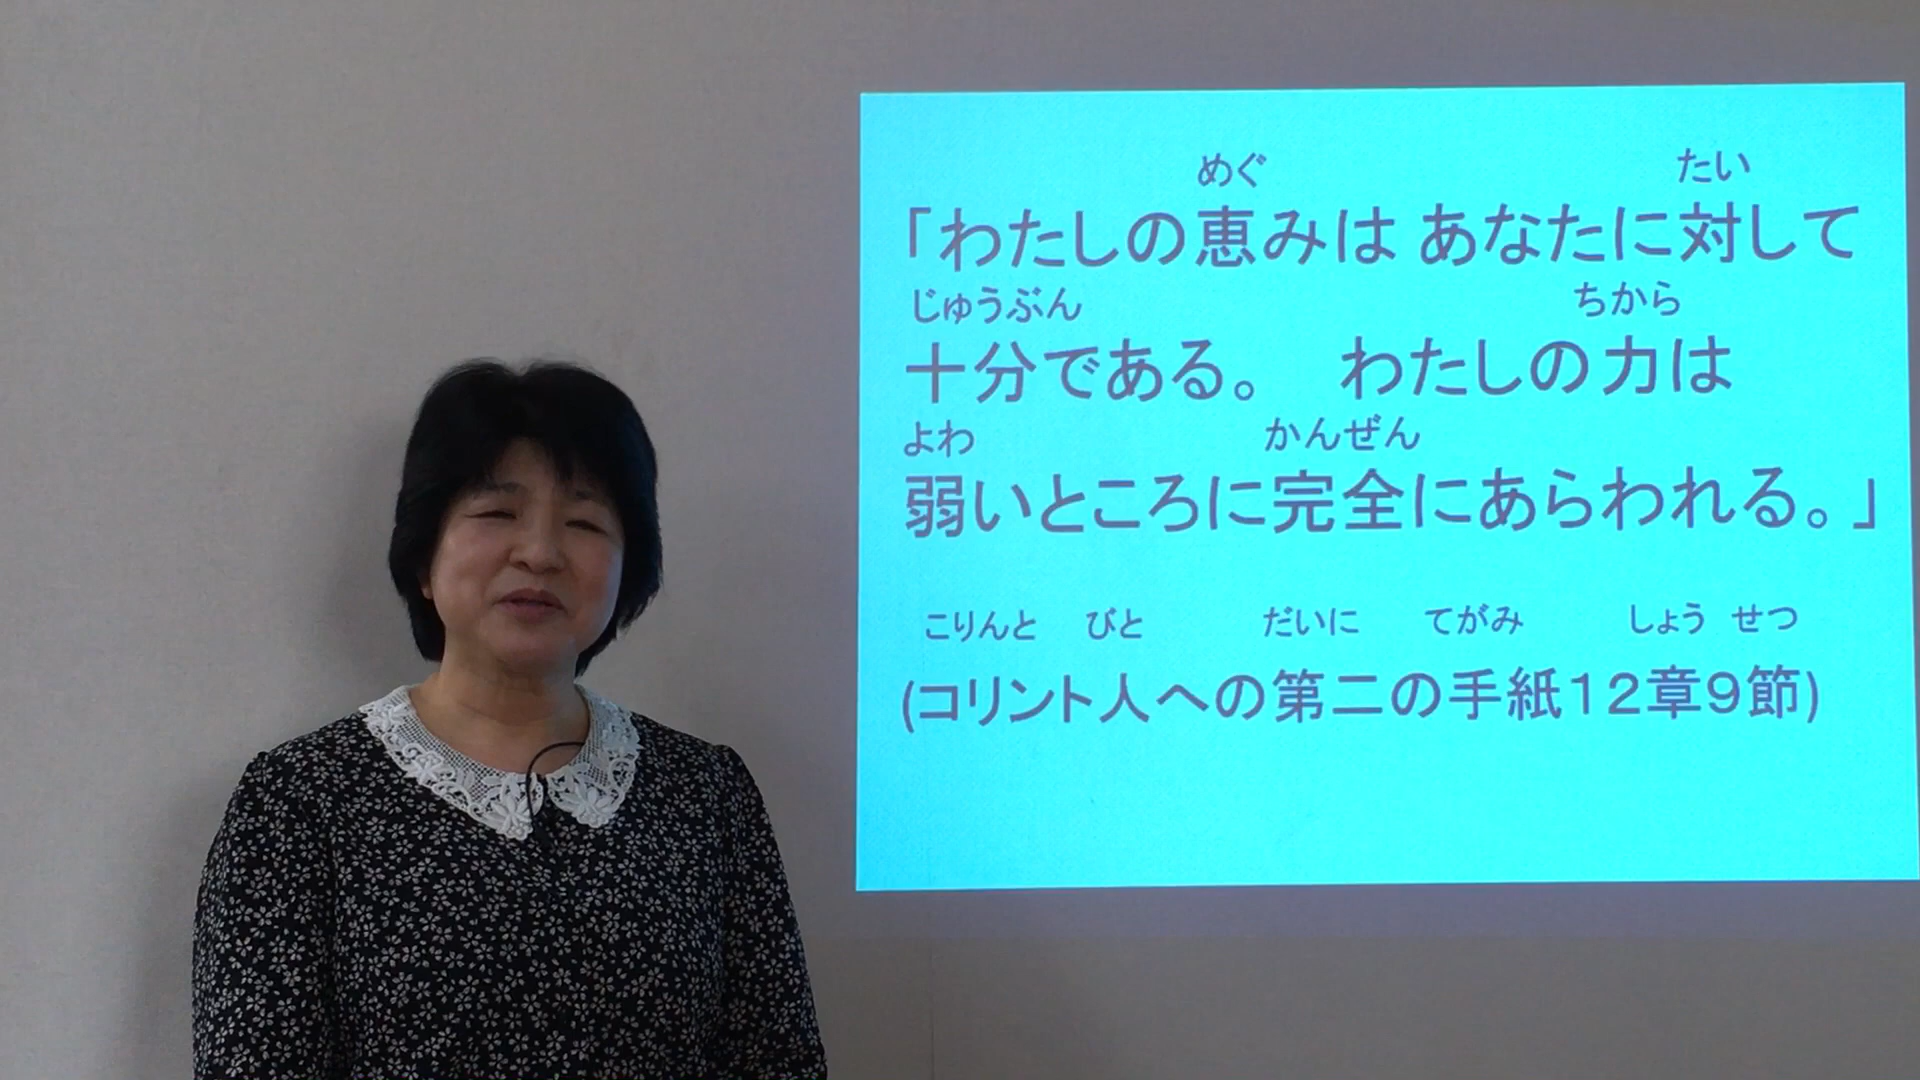 めぐ たい
「わたしの恵みは あなたに対して
じゅうぶん ちから
十分である。 わたしの力は
よわ かんぜん
弱いところに完全にあらわれる。」
こりんと びと だいに てがみ しょう せつ
(コリント人への第二の手紙12章9節)